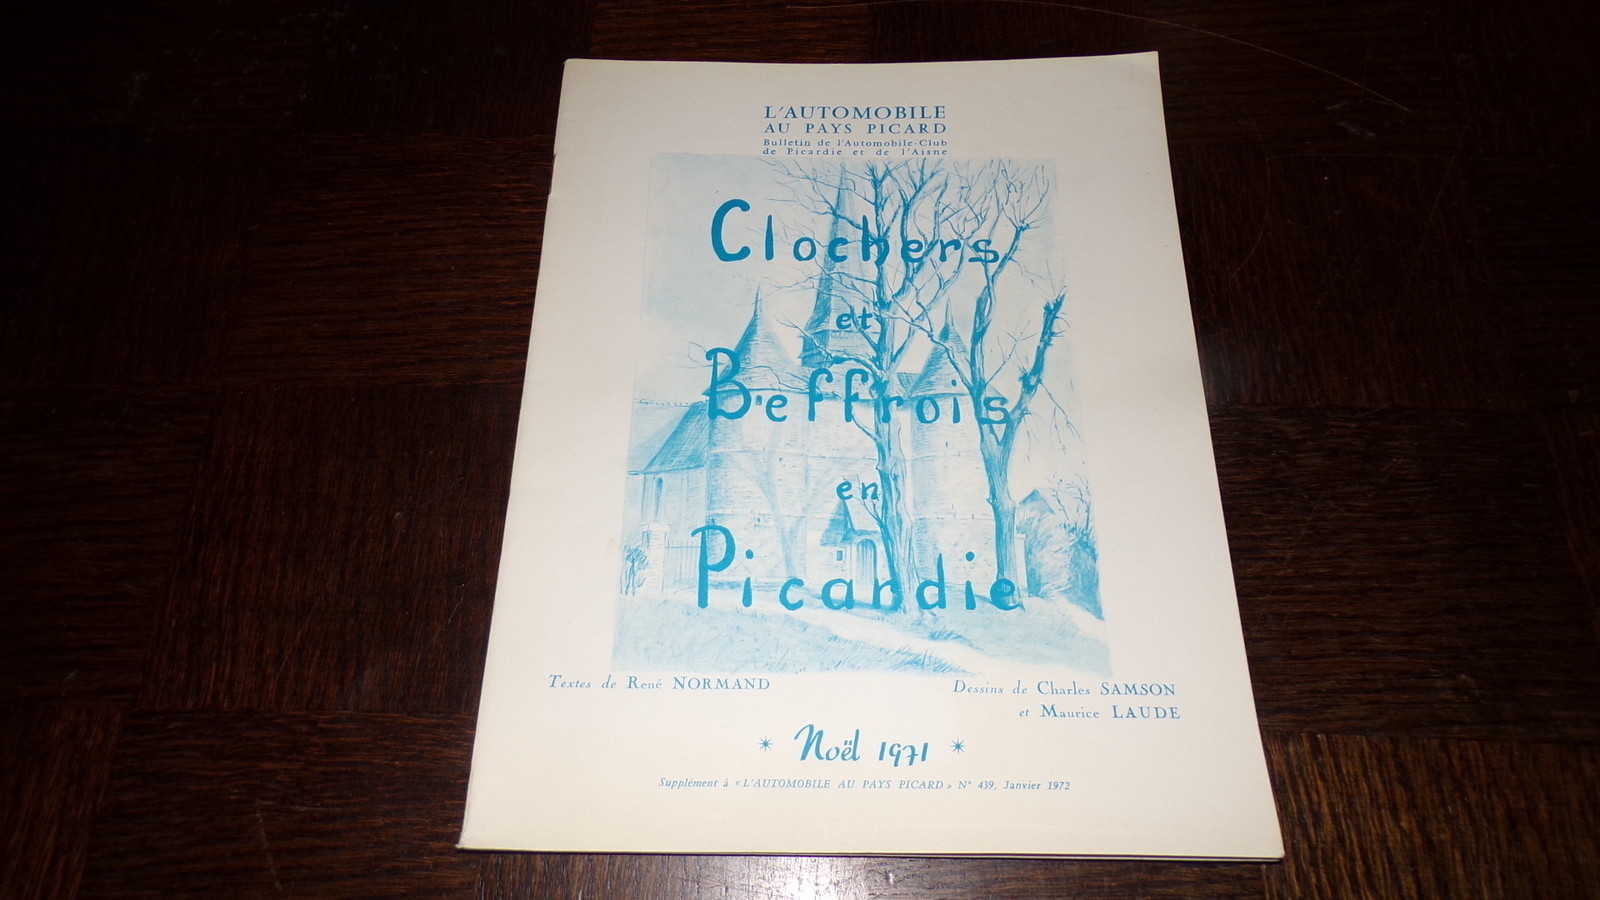 L'AUTOMOBILE
AU PAYS PICARD
Bulletin de l'Automobile-Club
de Picardie et de l'Aisne
Clochers
et
Beffrois
en
Picardie
Textes de René NORMAND
Dessins de Charles SAMSON
et Maurice LAUDE
* Noël 1971 *
Supplément à « L'AUTOMOBILE AU PAYS PICARD » N° 439, Janvier 1972